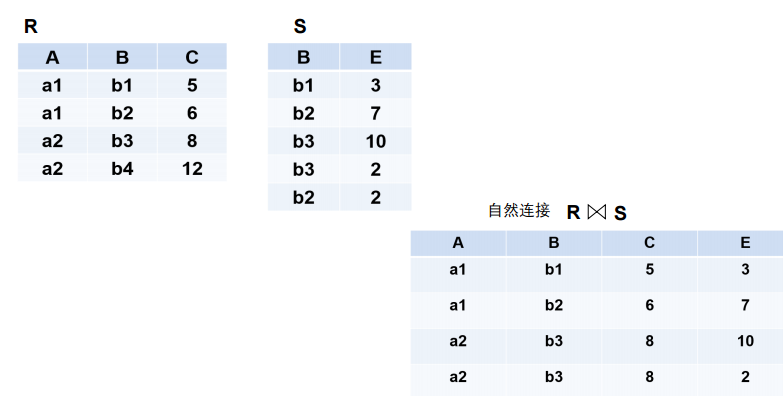 R
A B C
a1 b1 5
a1 b2 6
a2 b3 8
a2 b4 12
S
B E
b1 3
b2 7
b3 10
b3 2
b2 2
自然连接 R ⋈ S
A B C E
a1 b1 5 3
a1 b2 6 7
a2 b3 8 10
a2 b3 8 2